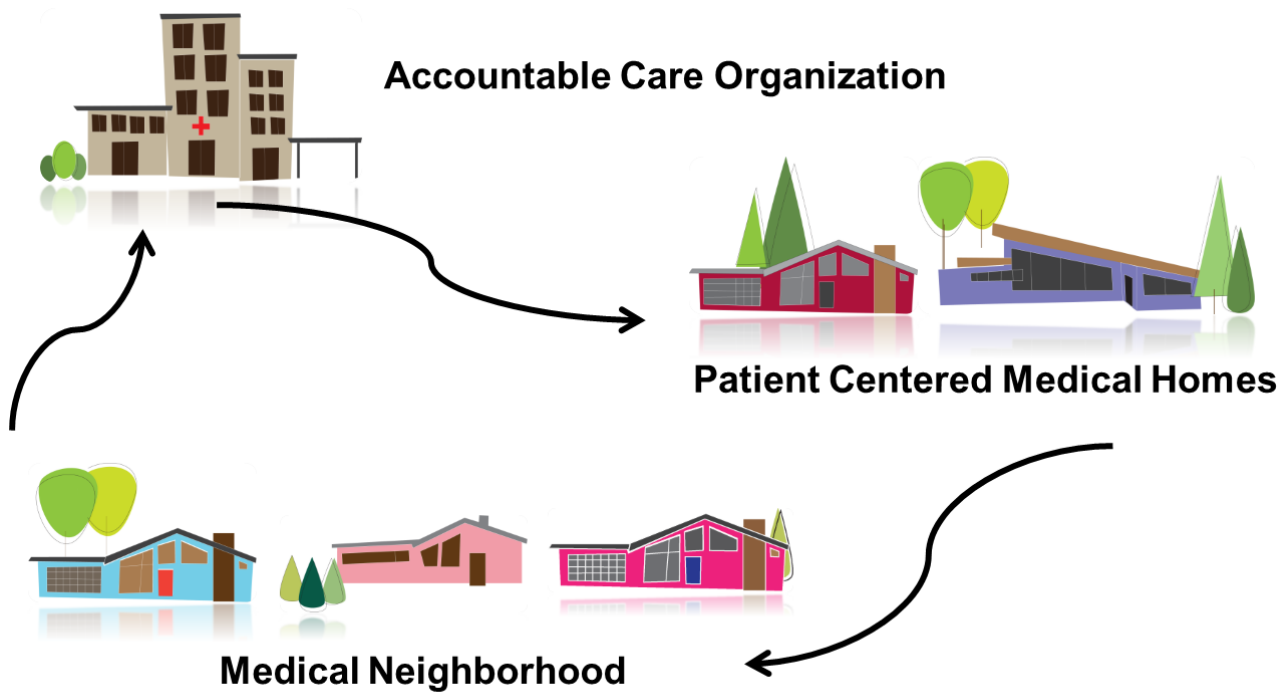 Accountable Care Organization
Patient Centered Medical Homes
Medical Neighborhood